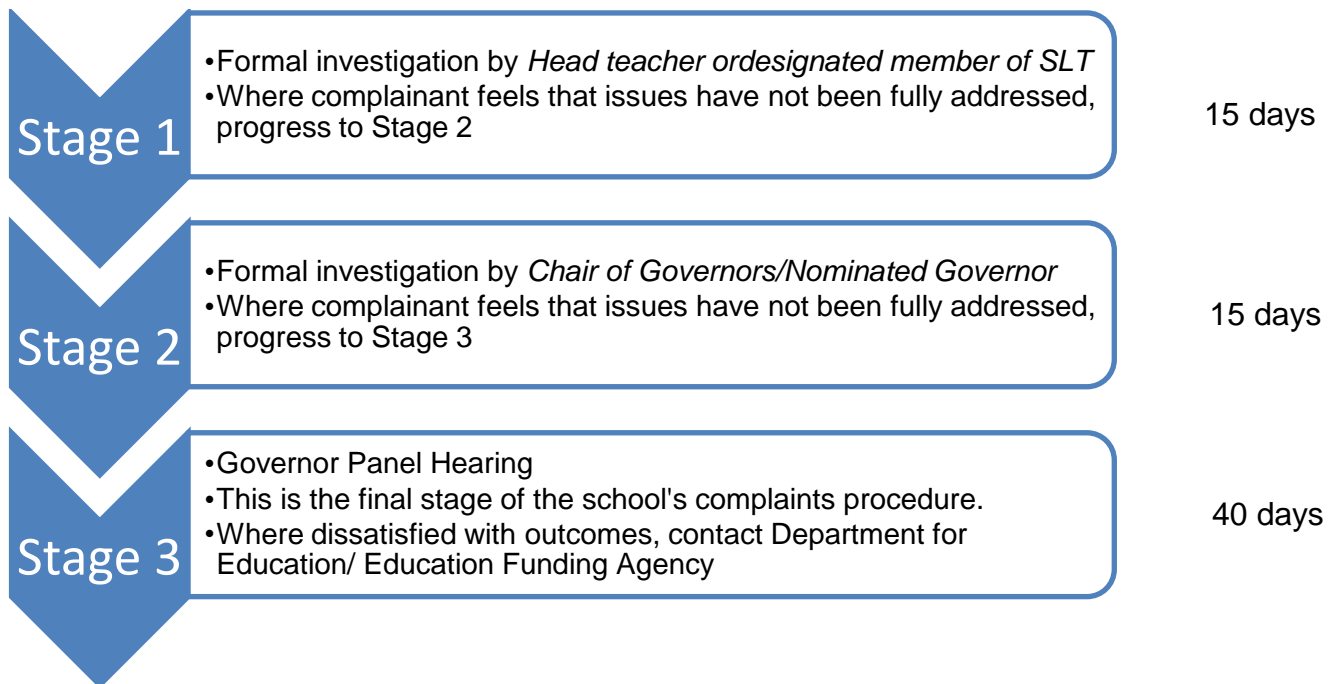 Stage 1
•Formal investigation by Head teacher ordesignated member of SLT
•Where complainant feels that issues have not been fully addressed,
progress to Stage 2
15 days
Stage 2
•Formal investigation by Chair of Governors/Nominated Governor
•Where complainant feels that issues have not been fully addressed,
progress to Stage 3
15 days
Stage 3
•Governor Panel Hearing
•This is the final stage of the school's complaints procedure.
•Where dissatisfied with outcomes, contact Department for
Education/ Education Funding Agency
40 days